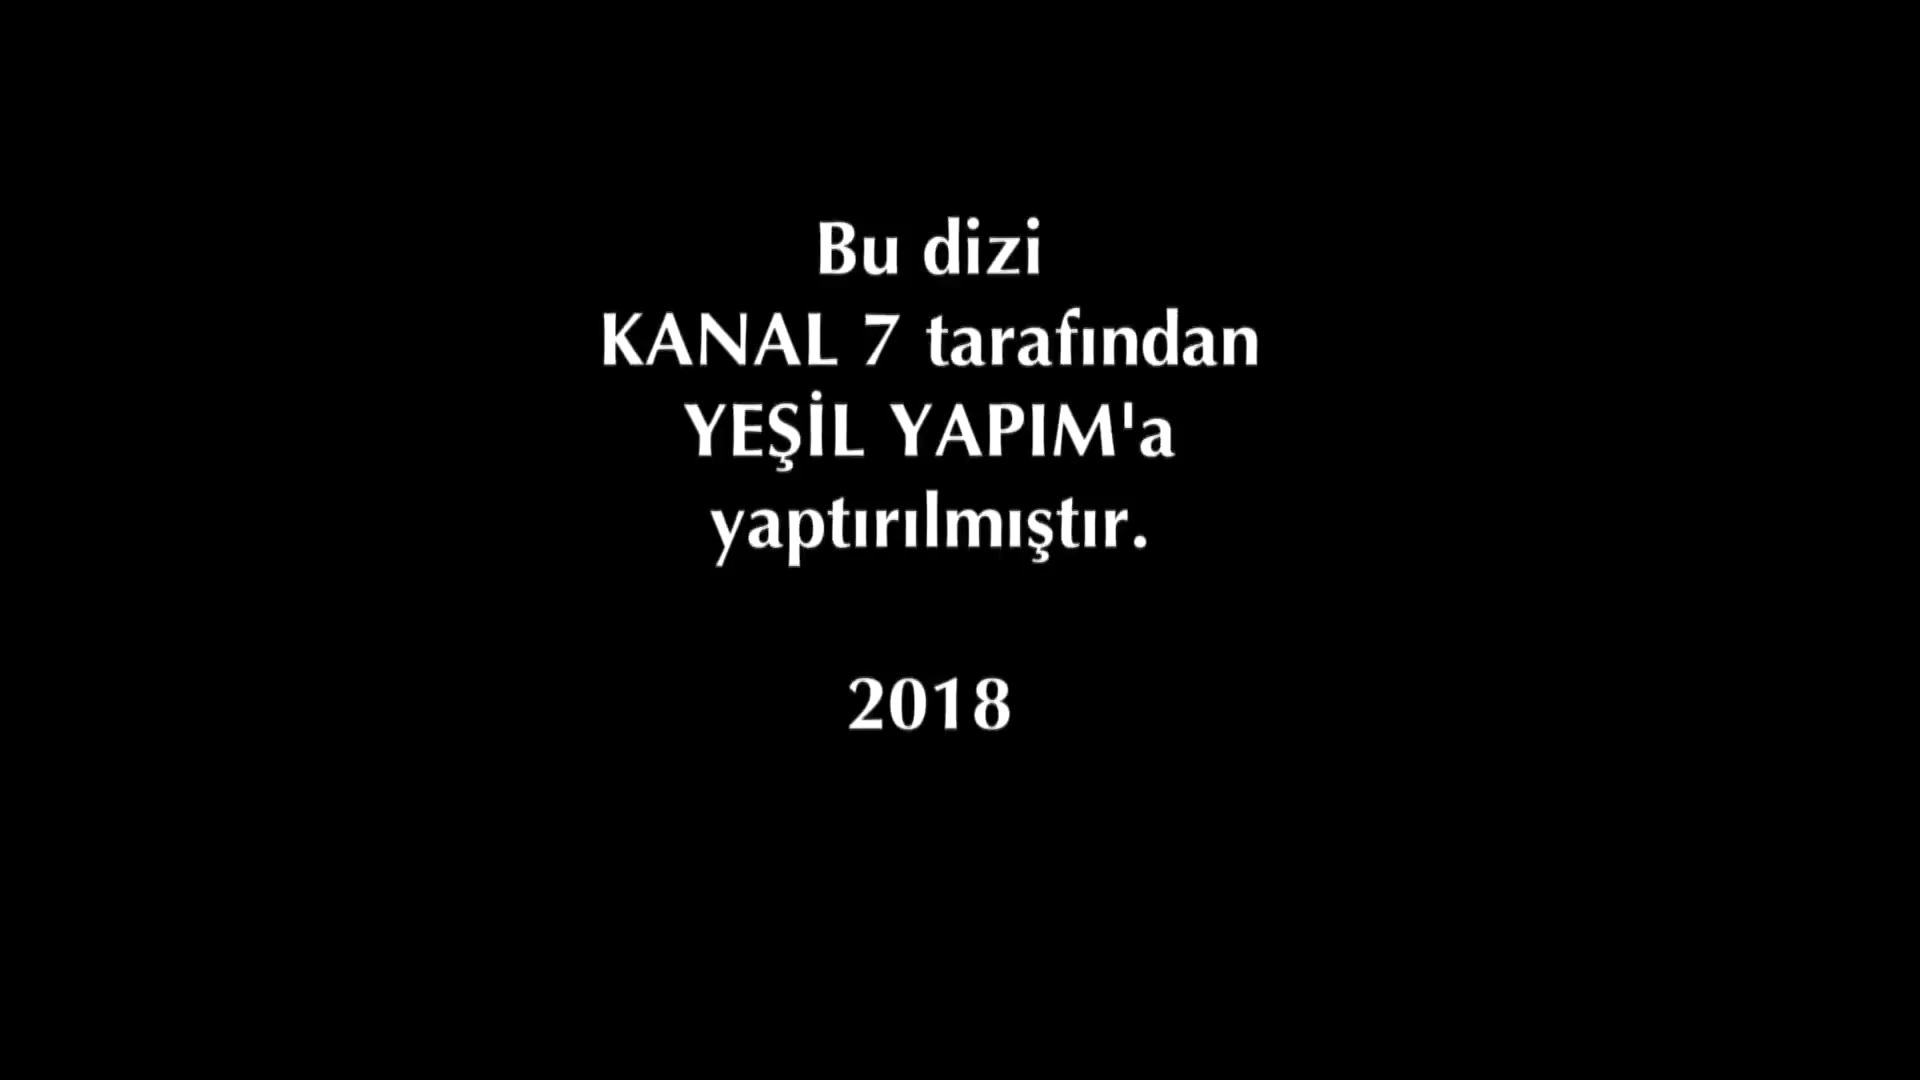 Bu dizi
KANAL 7 tarafından
YEŞİL YAPIM'a
yaptırılmıştır.
2018